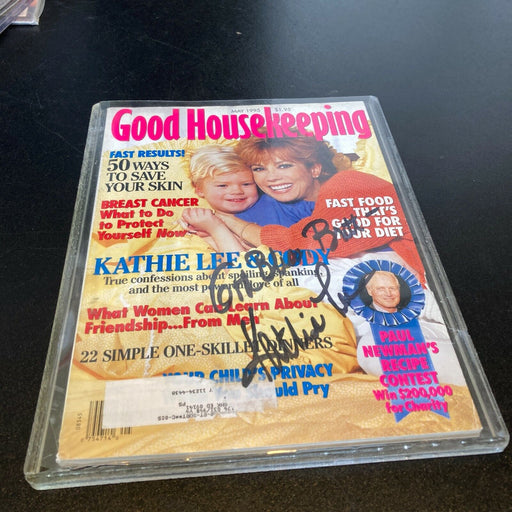 MAY 1995 $1.95
Good Housekeeping
FAST RESULTS!
50 WAYS
TO SAVE
YOUR SKIN
BREAST CANCER
What to Do
to Protect
Yourself Now
FAST FOOD
THAT'S
GOOD FOR
YOUR DIET
KATHIE LEE & CODY
True confessions about spoiling, spanking,
and the most powerful love of all
What Women Can Learn About
Friendship...From Me
22 SIMPLE ONE-SKILLET DINNERS
YOUR CHILD'S PRIVACY
ould Pry
PAUL
NEWMAN'S
RECIPE
CONTEST
Win $200,000
for Charity
Kathie